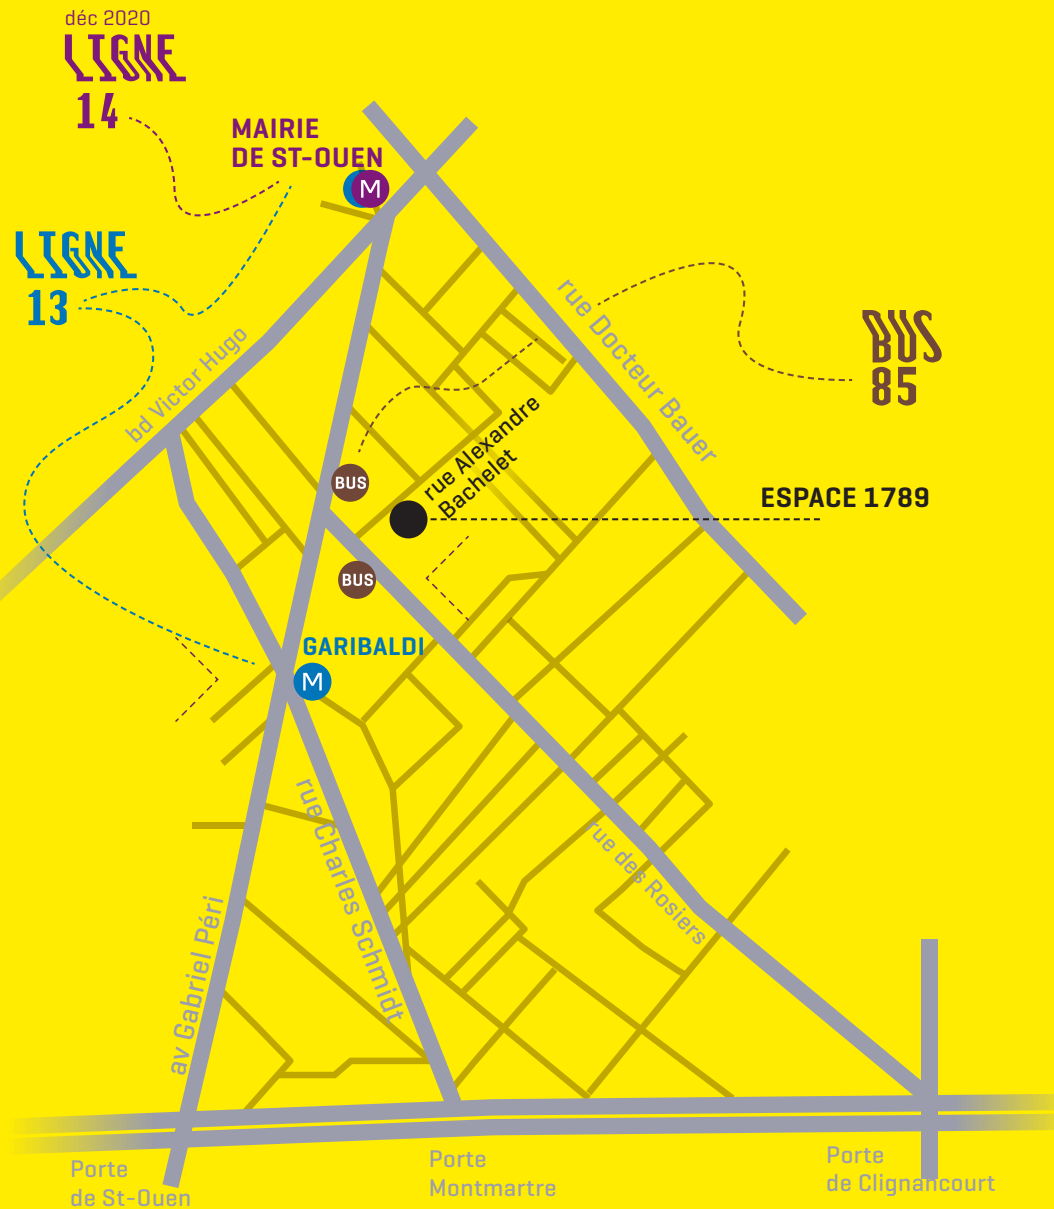 déc 2020
LIGNE
14
MAIRIE
DE ST-OUEN
M
LIGNE
13
bd Victor Hugo
rue Docteur Bauer
BUS
85
rue Alexandre
Bachelet
BUS
ESPACE 1789
BUS
GARIBALDI
M
rue Charles Schmidt
rue des Rosiers
av Gabriel Péri
Porte
de St-Ouen
Porte
Montmartre
Porte
de Clignancourt